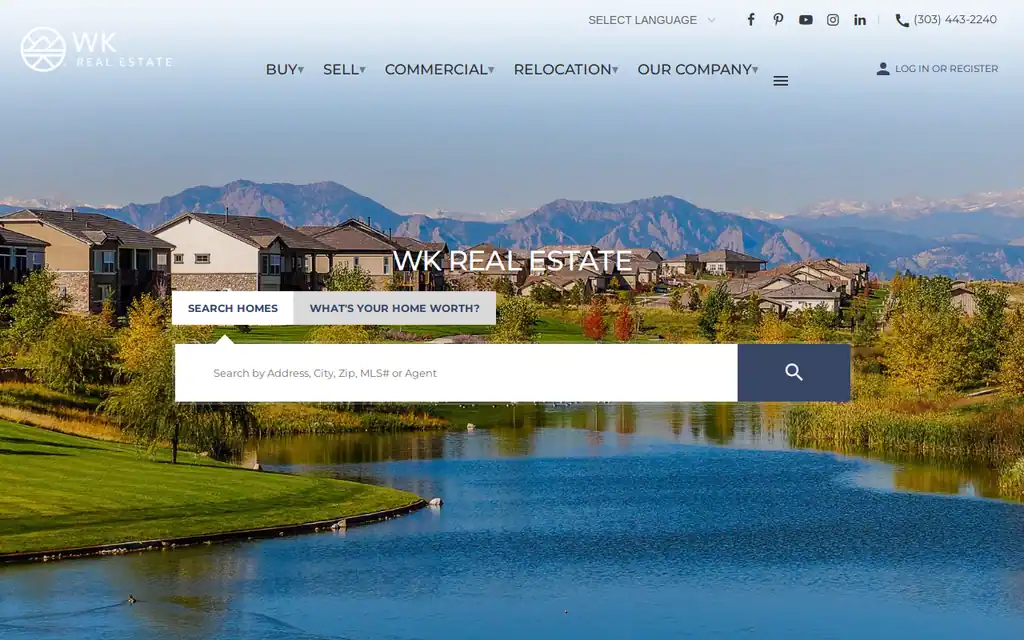 SELECT LANGUAGE
(303) 443-2240
WK
REAL ESTATE
BUY
SELL
COMMERCIAL
RELOCATION
OUR COMPANY
LOG IN OR REGISTER
WK REAL ESTATE
SEARCH HOMES
WHAT'S YOUR HOME WORTH?
Search by Address, City, Zip, MLS# or Agent